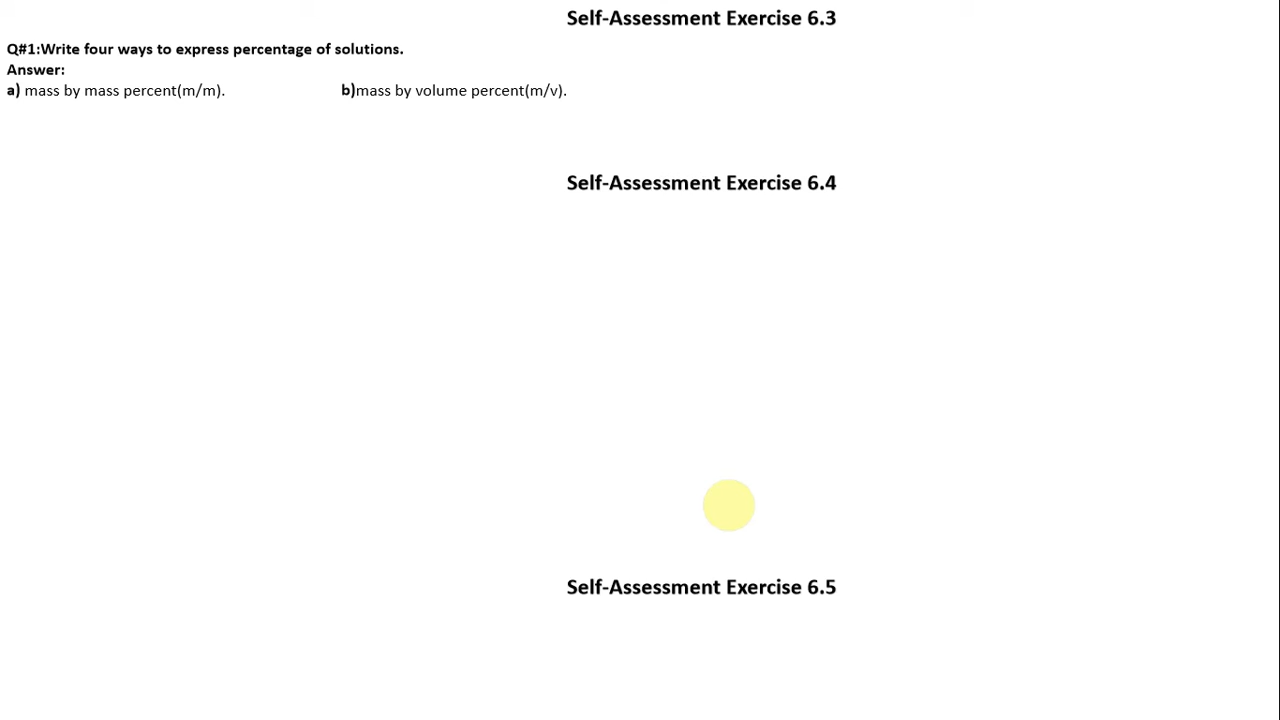 Self-Assessment Exercise 6.3
Q#1:Write four ways to express percentage of solutions.
Answer:
a) mass by mass percent(m/m). b)mass by volume percent(m/v).
Self-Assessment Exercise 6.4
Self-Assessment Exercise 6.5